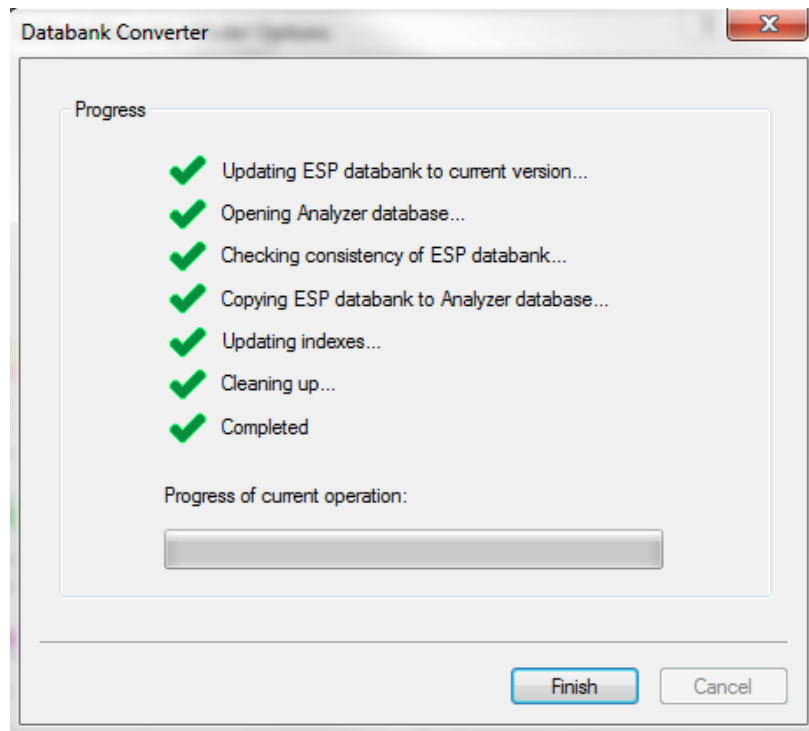 Databank Converter
Progress
Updating ESP databank to current version...
Opening Analyzer database...
Checking consistency of ESP databank...
Copying ESP databank to Analyzer database...
Updating indexes...
Cleaning up...
Completed
Progress of current operation:
Finish
Cancel